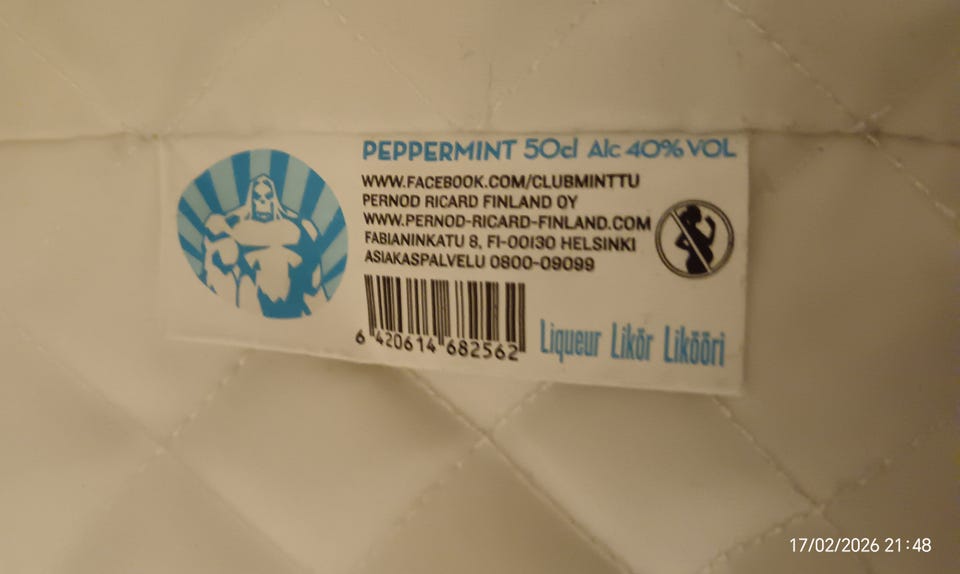 PEPPERMINT 50cl Alc 40% VOL
WWW.FACEBOOK.COM/CLUBMINTTU
PERNOD RICARD FINLAND OY
WWW.PERNOD-RICARD-FINLAND.COM
FABIANINKATU 8, FI-00130 HELSINKI
ASIAKASPALVELU 0800-09099
6 420614 682562
Liqueur Likör Likööri
17/02/2026 21:48